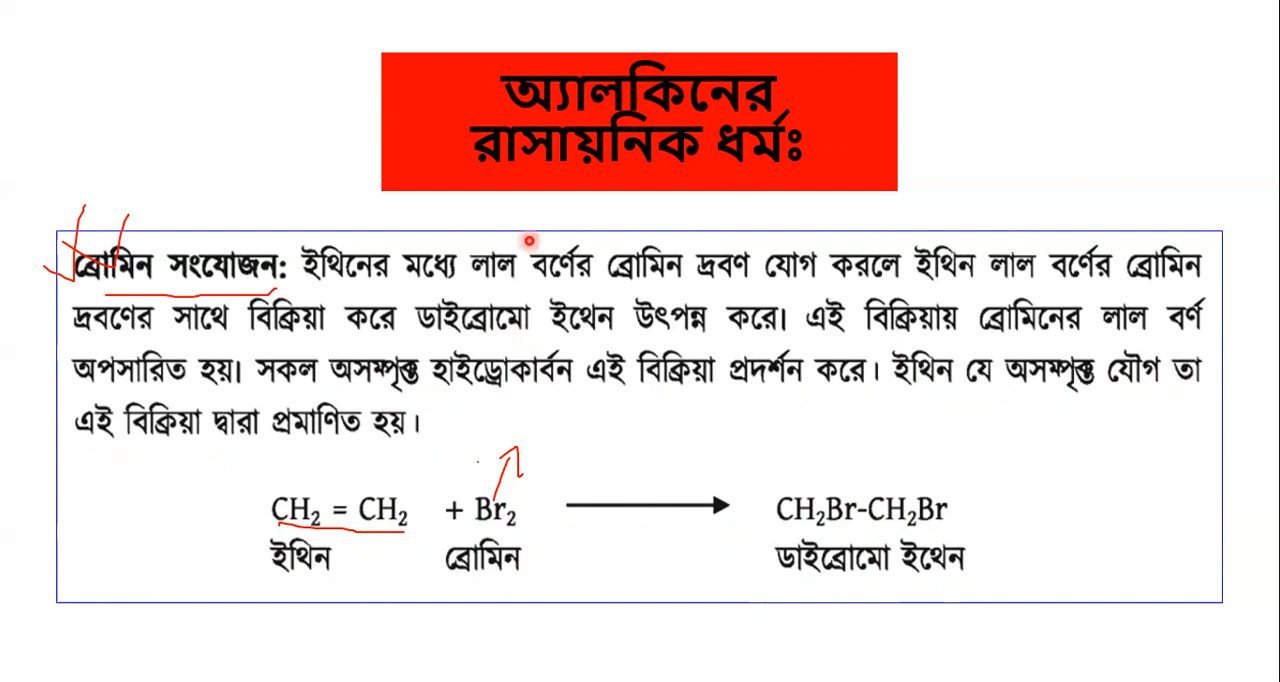 অ্যালকিনের
রাসায়নিক ধর্মঃ
ব্রোমিন সংযোজন: ইথিনের মধ্যে লাল বর্ণের ব্রোমিন দ্রবণ যোগ করলে ইথিন লাল বর্ণের ব্রোমিন
দ্রবণের সাথে বিক্রিয়া করে ডাইব্রোমো ইথেন উৎপন্ন করে। এই বিক্রিয়ায় ব্রোমিনের লাল বর্ণ
অপসারিত হয়। সকল অসম্পৃক্ত হাইড্রোকার্বন এই বিক্রিয়া প্রদর্শন করে। ইথিন যে অসম্পৃক্ত যৌগ তা
এই বিক্রিয়া দ্বারা প্রমাণিত হয়।
CH₂ = CH₂ + Br₂ ⟶ CH₂Br-CH₂Br
ইথিন ব্রোমিন ডাইব্রোমো ইথেন